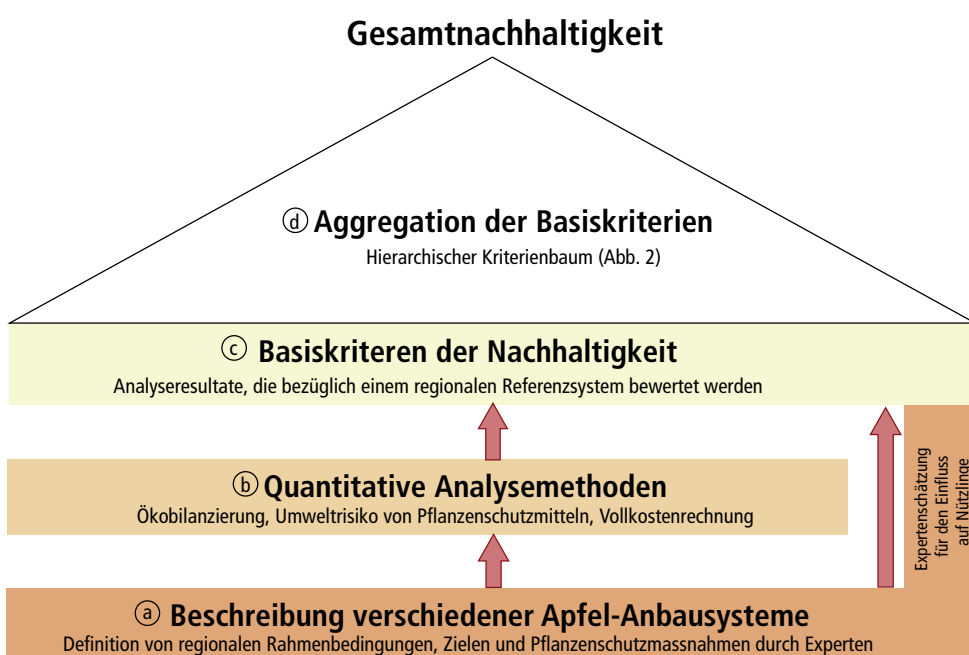 Gesamtnachhaltigkeit
ⓓ Aggregation der Basiskriterien
Hierarchischer Kriterienbaum (Abb. 2)
ⓒ Basiskriteren der Nachhaltigkeit
Analyseresultate, die bezüglich einem regionalen Referenzsystem bewertet werden
ⓑ Quantitative Analysemethoden
Ökobilanzierung, Umweltrisiko von Pflanzenschutzmitteln, Vollkostenrechnung
Expertenschätzung
für den Einfluss
auf Nützlinge
ⓐ Beschreibung verschiedener Apfel-Anbausysteme
Definition von regionalen Rahmenbedingungen, Zielen und Pflanzenschutzmassnahmen durch Experten